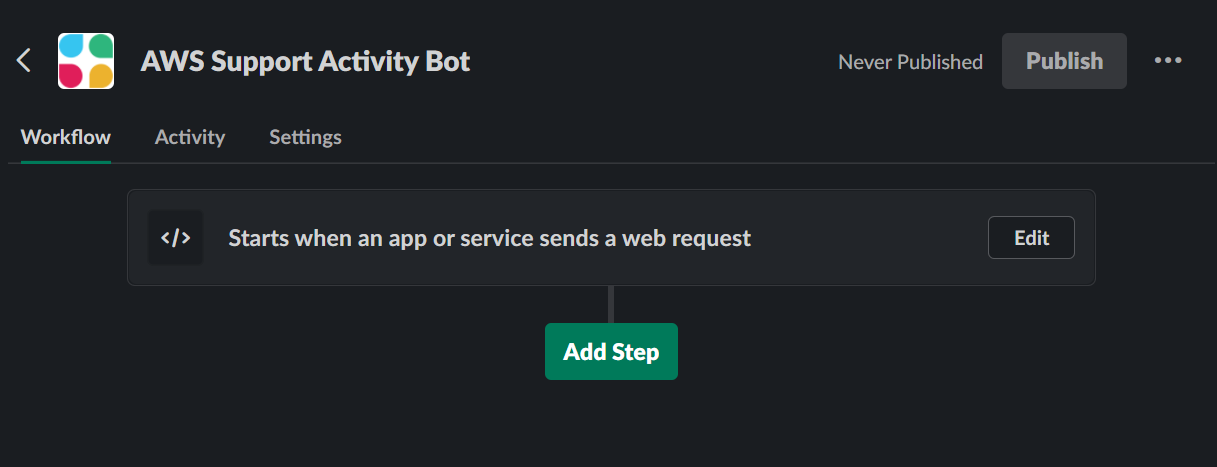 AWS Support Activity Bot
Never Published
Publish
Workflow
Activity
Settings
</>
Starts when an app or service sends a web request
Edit
Add Step